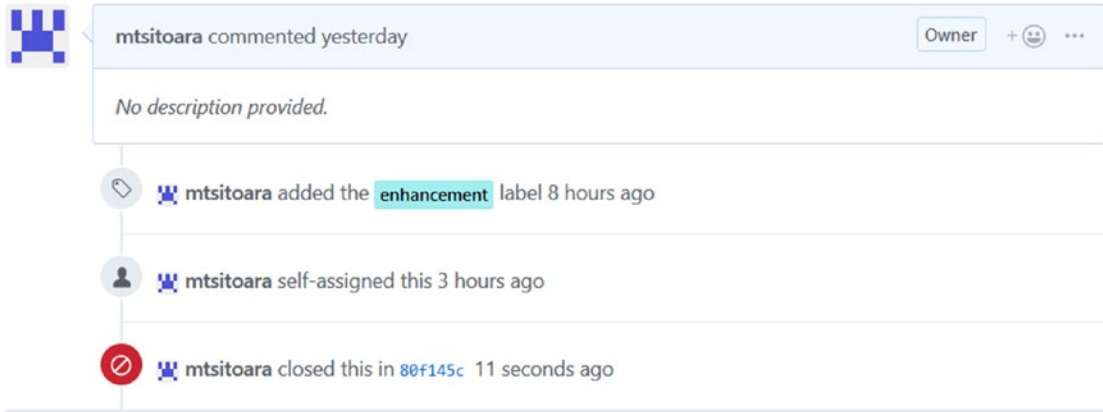 mtsitoara commented yesterday Owner
No description provided.
mtsitoara added the enhancement label 8 hours ago
mtsitoara self-assigned this 3 hours ago
mtsitoara closed this in 80f145c 11 seconds ago